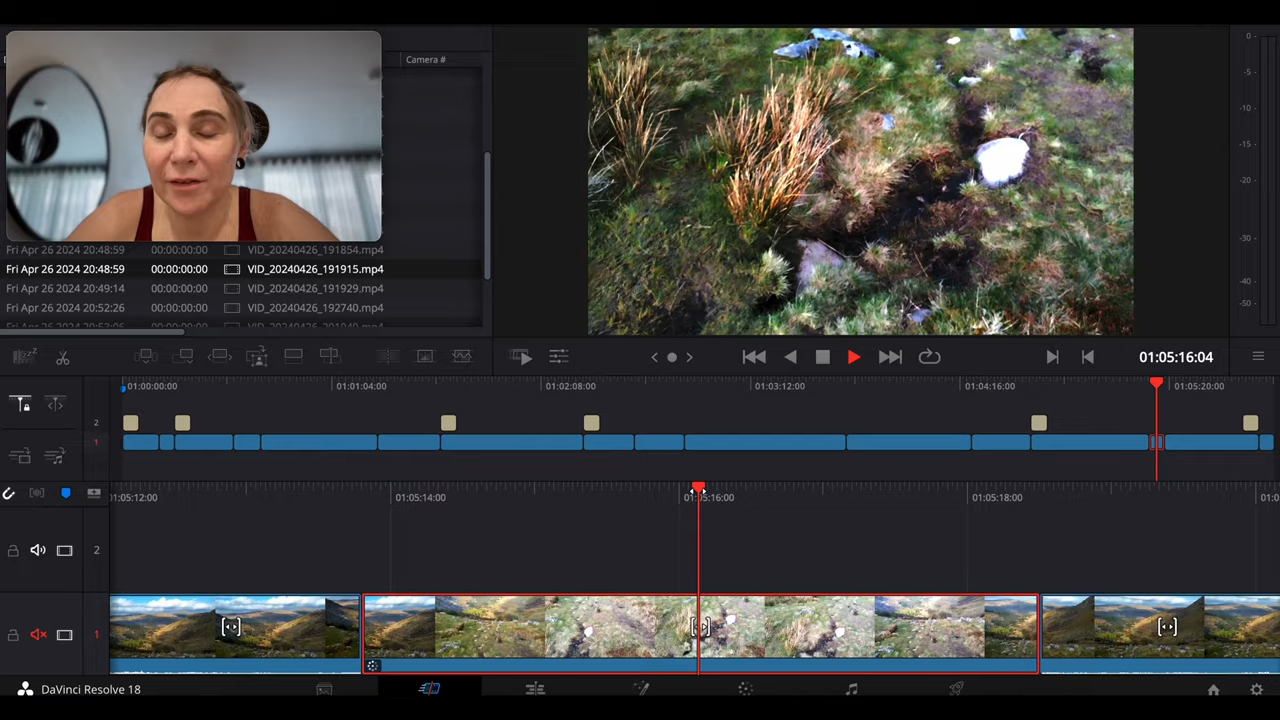 Camera #
Fri Apr 26 2024 20:48:59 00:00:00:00 VID_20240426_191854.mp4
Fri Apr 26 2024 20:48:59 00:00:00:00 VID_20240426_191915.mp4
Fri Apr 26 2024 20:49:14 00:00:00:00 VID_20240426_191929.mp4
Fri Apr 26 2024 20:52:26 00:00:00:00 VID_20240426_192740.mp4
0
-5
-10
-15
-20
-30
-40
-50
01:05:16:04
01:00:00:00 01:01:04:00 01:02:08:00 01:03:12:00 01:04:16:00 01:05:20:00
2
1
01:05:12:00 01:05:14:00 01:05:16:00 01:05:18:00
2
1
DaVinci Resolve 18